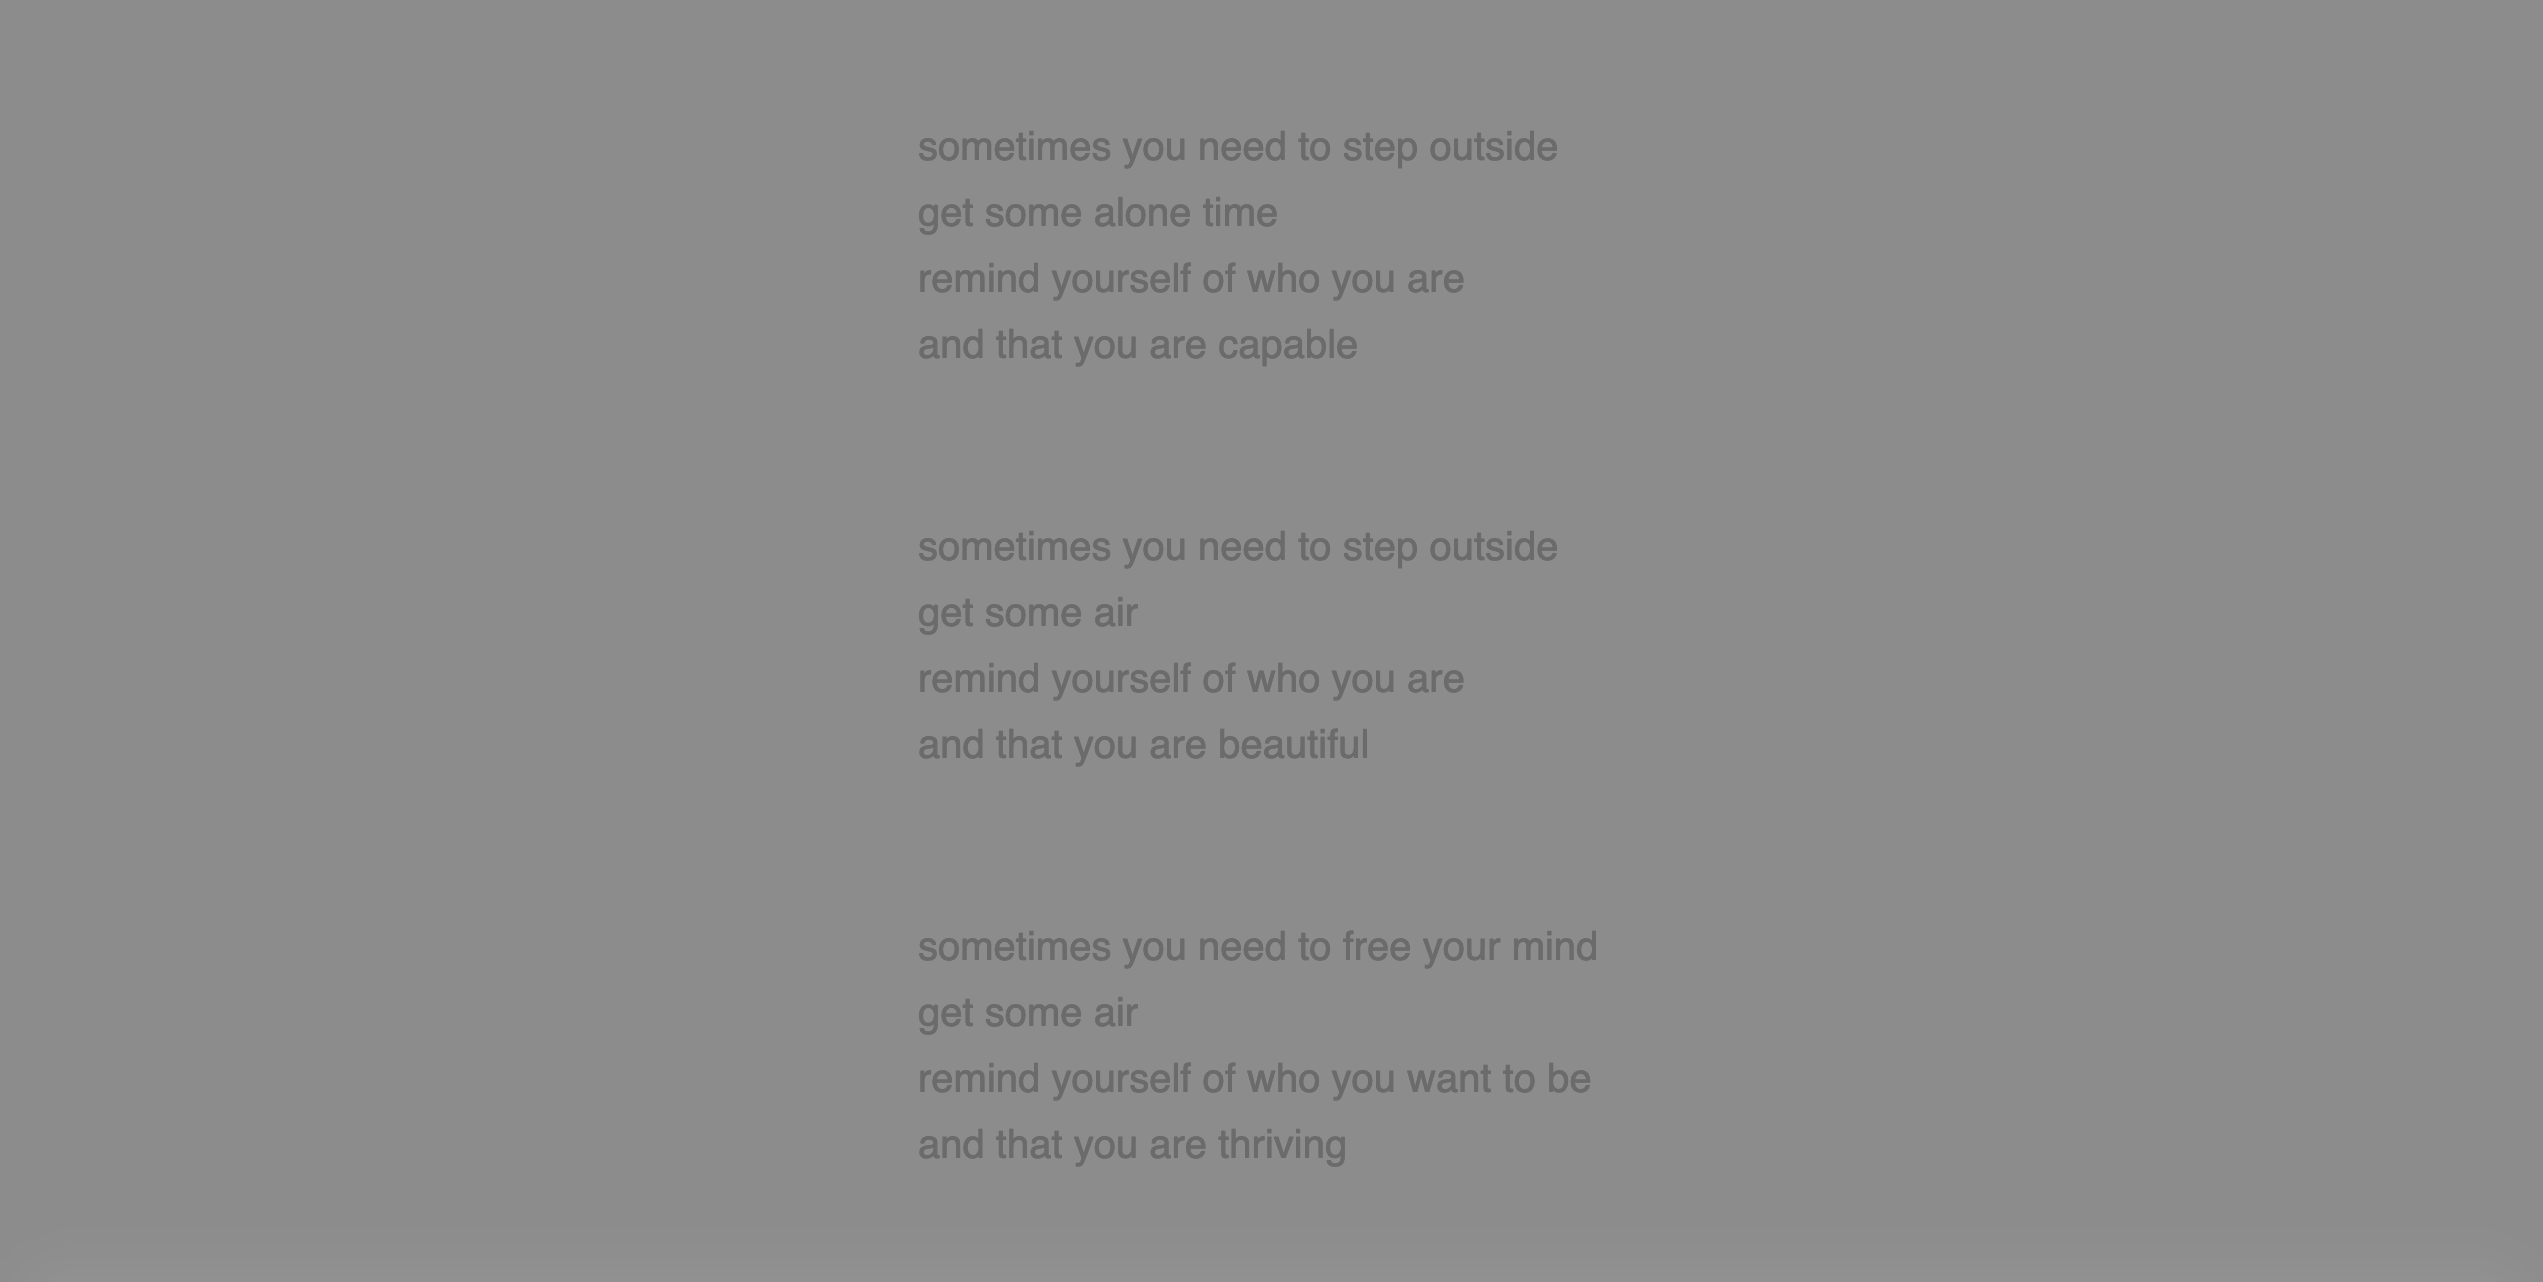 sometimes you need to step outside
get some alone time
remind yourself of who you are
and that you are capable
sometimes you need to step outside
get some air
remind yourself of who you are
and that you are beautiful
sometimes you need to free your mind
get some air
remind yourself of who you want to be
and that you are thriving